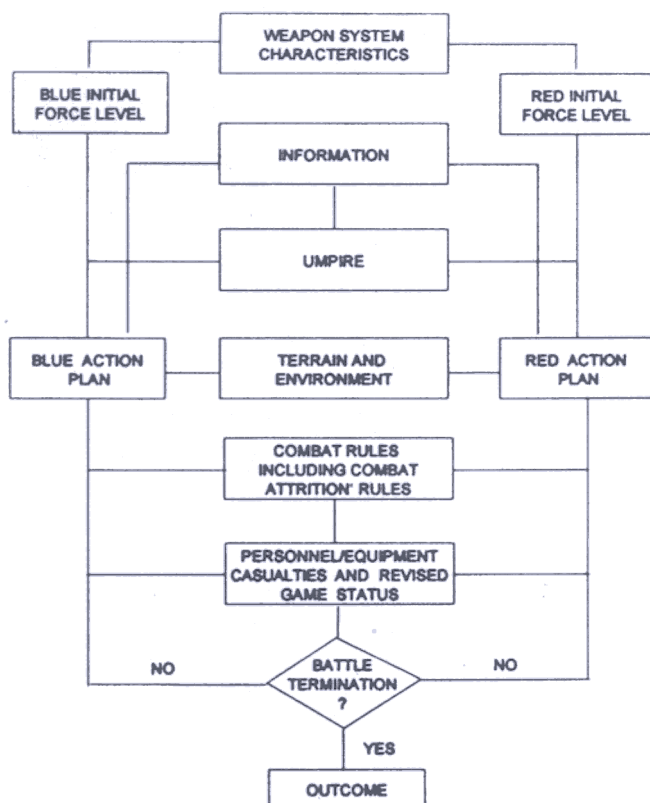 WEAPON SYSTEM
CHARACTERISTICS
BLUE INITIAL
FORCE LEVEL
RED INITIAL
FORCE LEVEL
INFORMATION
UMPIRE
BLUE ACTION
PLAN
TERRAIN AND
ENVIRONMENT
RED ACTION
PLAN
COMBAT RULES
INCLUDING COMBAT
ATTRITION' RULES
PERSONNEL/EQUIPMENT
CASUALTIES AND REVISED
GAME STATUS
NO
BATTLE
TERMINATION
?
NO
YES
OUTCOME